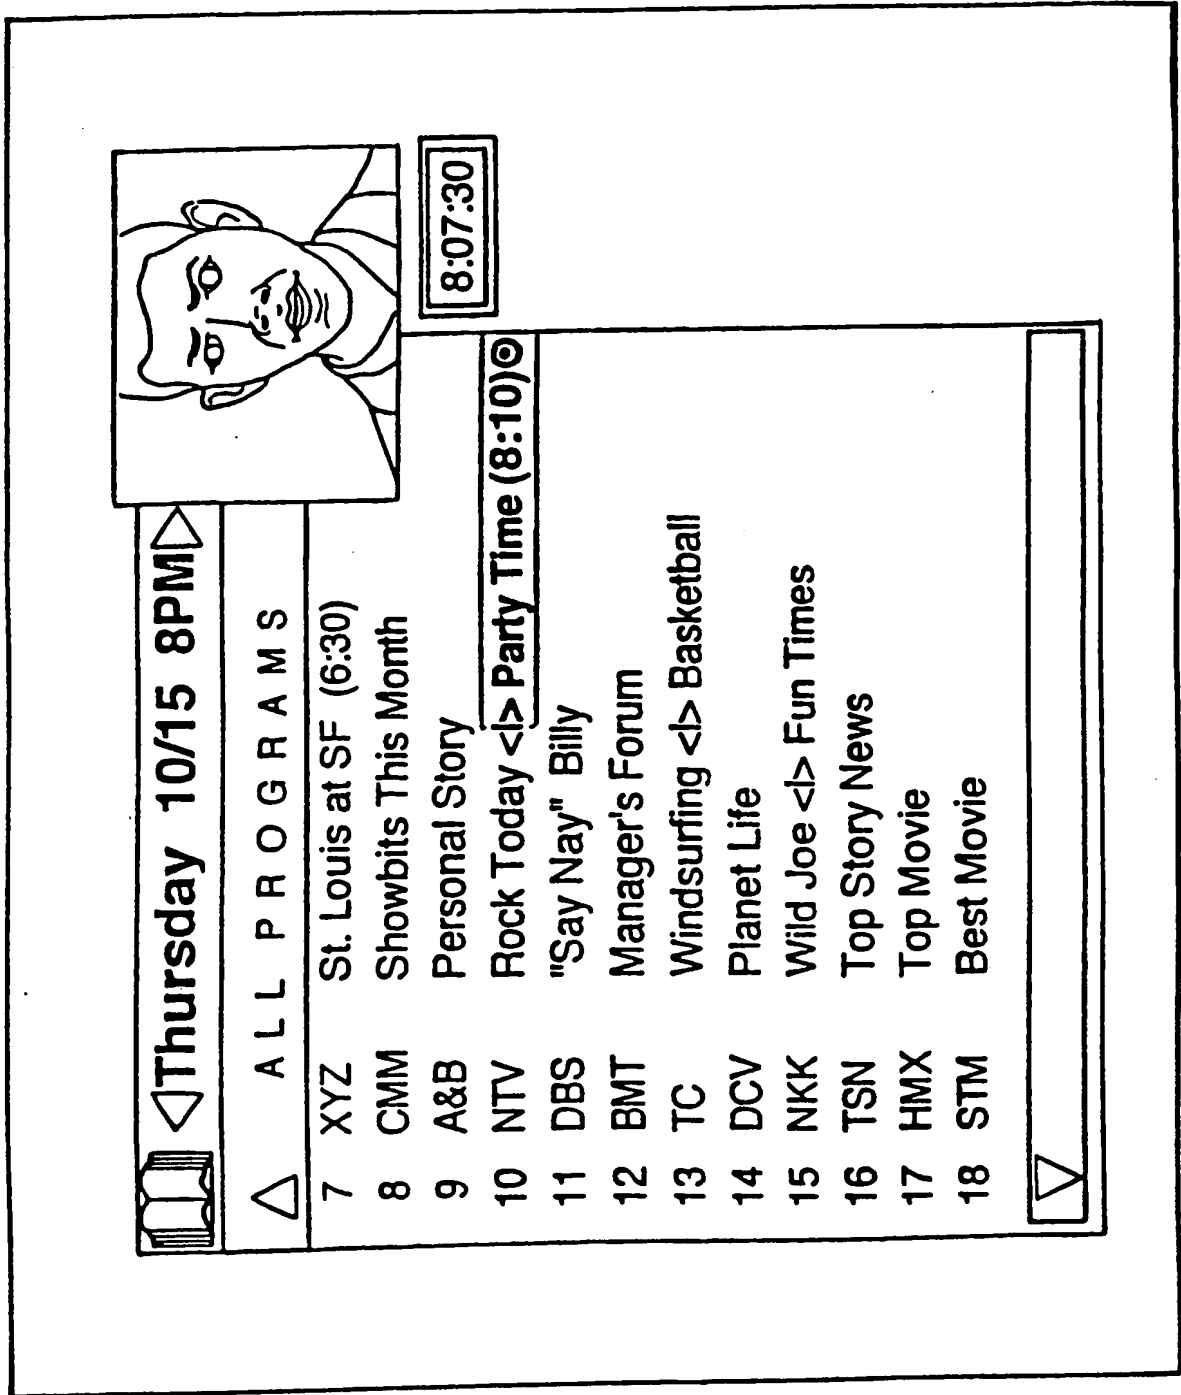 Thursday 10/15 8PM
ALL PROGRAMS
8:07:30
7 XYZ St. Louis at SF (6:30)
8 CMM Showbits This Month
9 A&B Personal Story
10 NTV Rock Today <I> Party Time (8:10)
11 DBS "Say Nay" Billy
12 BMT Manager's Forum
13 TC Windsurfing <I> Basketball
14 DCV Planet Life
15 NKK Wild Joe <I> Fun Times
16 TSN Top Story News
17 HMX Top Movie
18 STM Best Movie